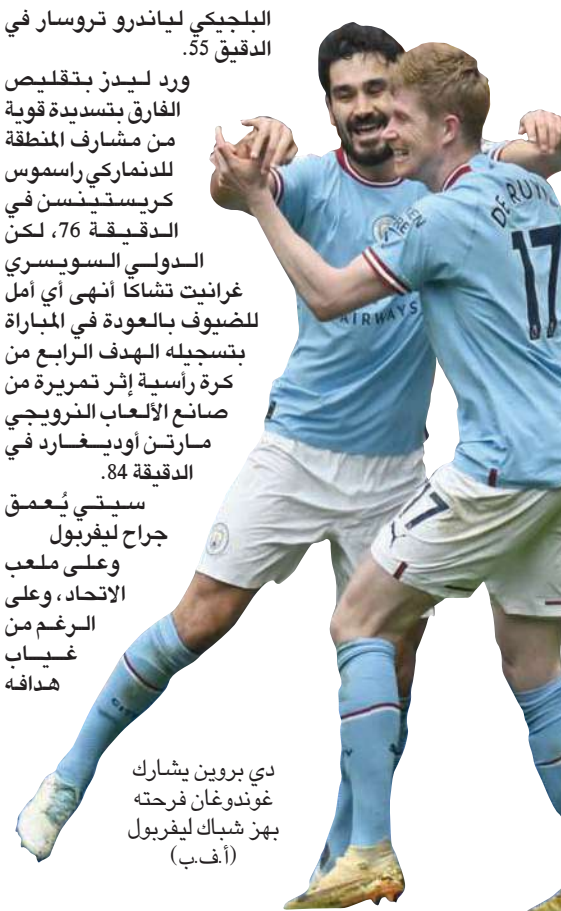 البلجيكي لياندرو تروسار في
الدقيق 55.
ورد ليدز بتقليص
الفارق بتسديدة قوية
من مشارف المنطقة
للدنماركي راسموس
كريستينسن في
الدقيقة 76، لكن
الدولي السويسري
غرانيت تشاكا أنهى أي أمل
للضيوف بالعودة في المباراة
بتسجيله الهدف الرابع من
كرة رأسية إثر تمريرة من
صانع الألعاب النرويجي
مارتن أوديغارد في
الدقيقة 84.
سيتي يُعمق
جراح ليفربول
وعلى ملعب
الاتحاد، وعلى
الرغم من
غياب
هدافه
دي بروين يشارك
غوندوغان فرحته
بهز شباك ليفربول
(أ.ف.ب)
DE RUY
17
AIRWAYS
17